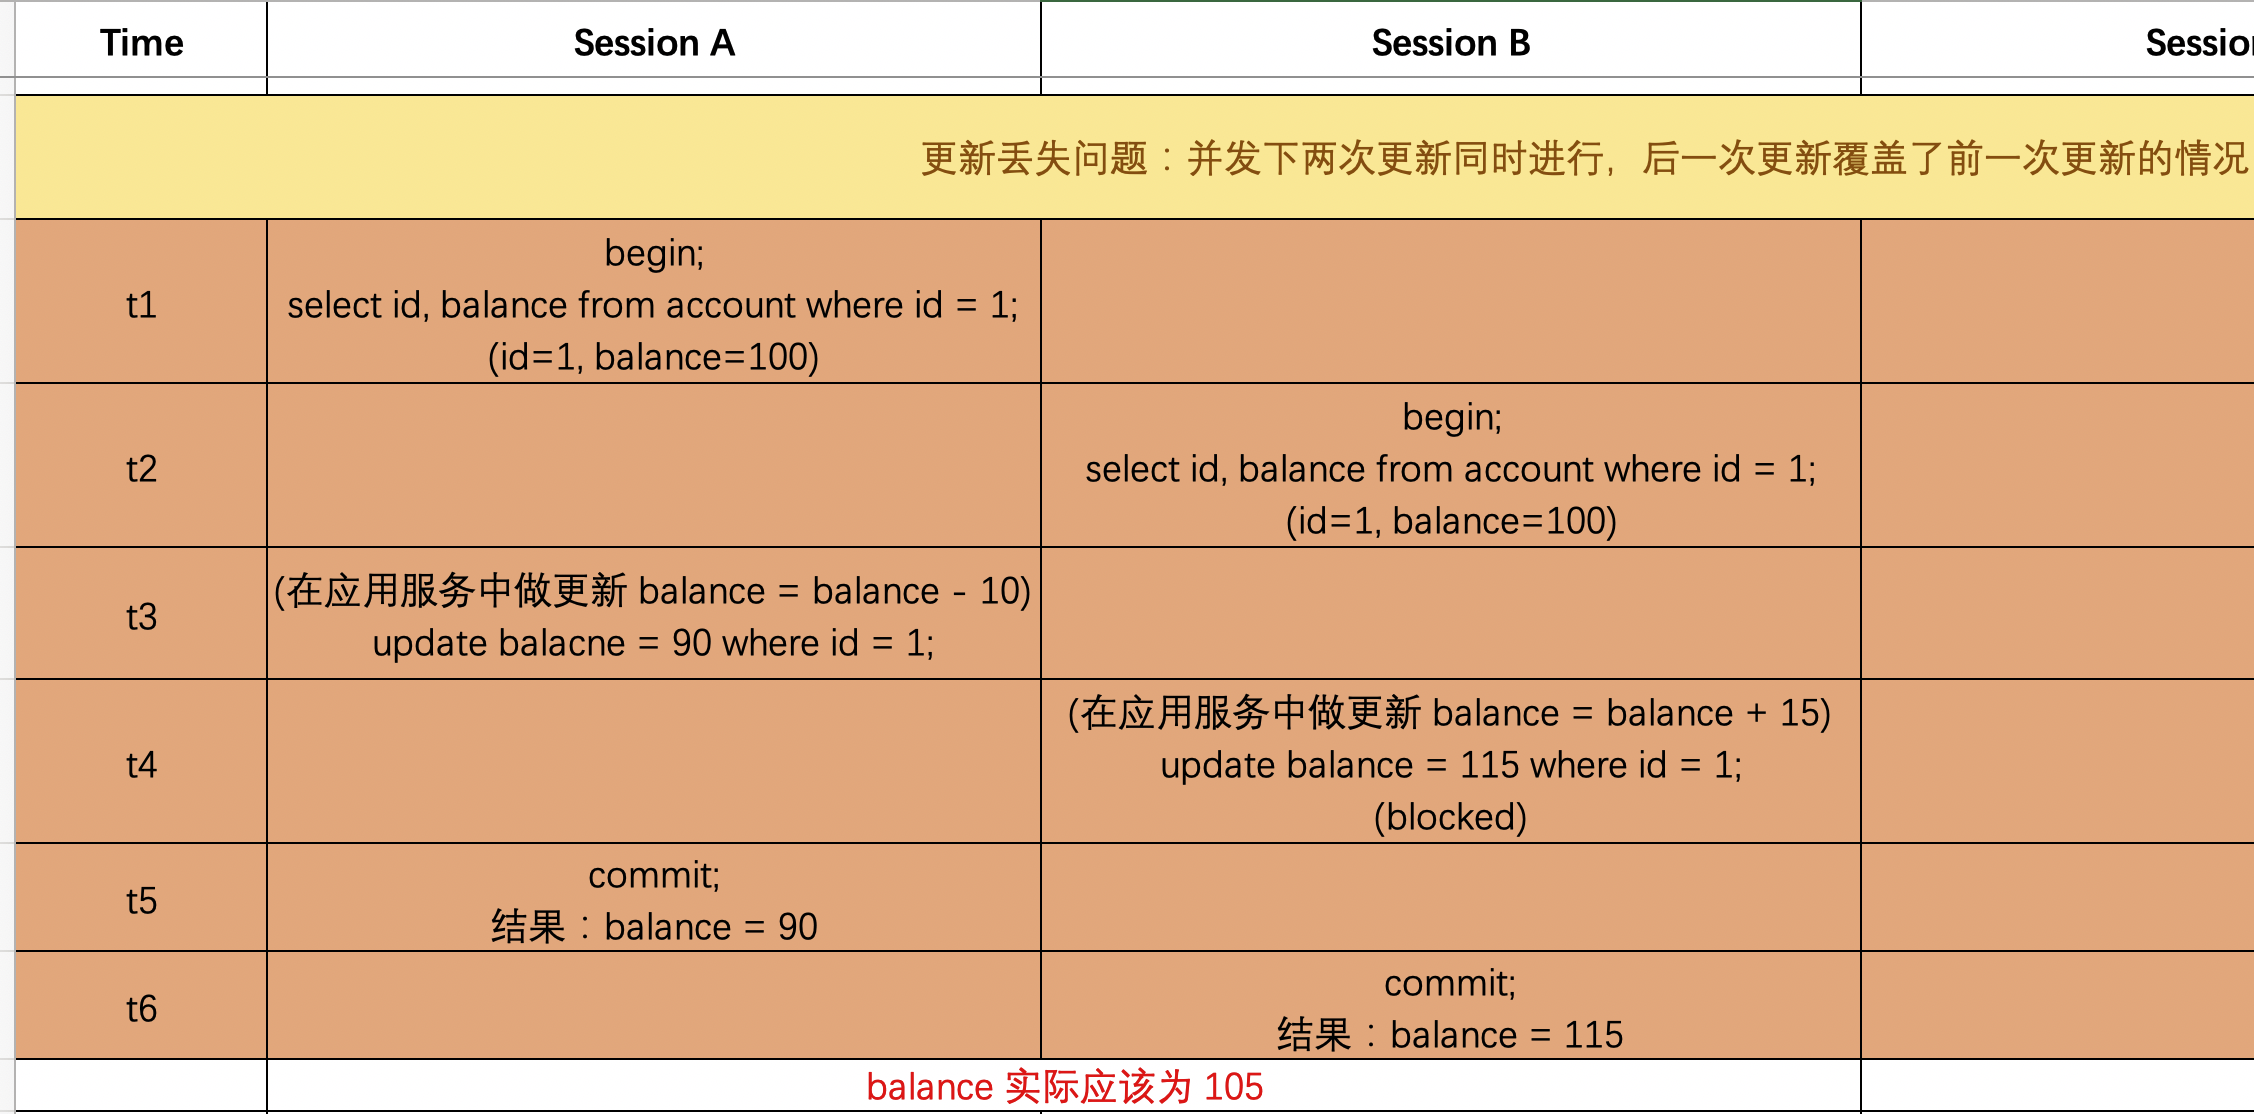 Time
Session A
Session B
Sessio
更新丢失问题：并发下两次更新同时进行，后一次更新覆盖了前一次更新的情况
t1
begin;
select id, balance from account where id = 1;
(id=1, balance=100)
t2
begin;
select id, balance from account where id = 1;
(id=1, balance=100)
t3
(在应用服务中做更新 balance = balance - 10)
update balacne = 90 where id = 1;
t4
(在应用服务中做更新 balance = balance + 15)
update balance = 115 where id = 1;
(blocked)
t5
commit;
结果：balance = 90
t6
commit;
结果：balance = 115
balance 实际应该为 105